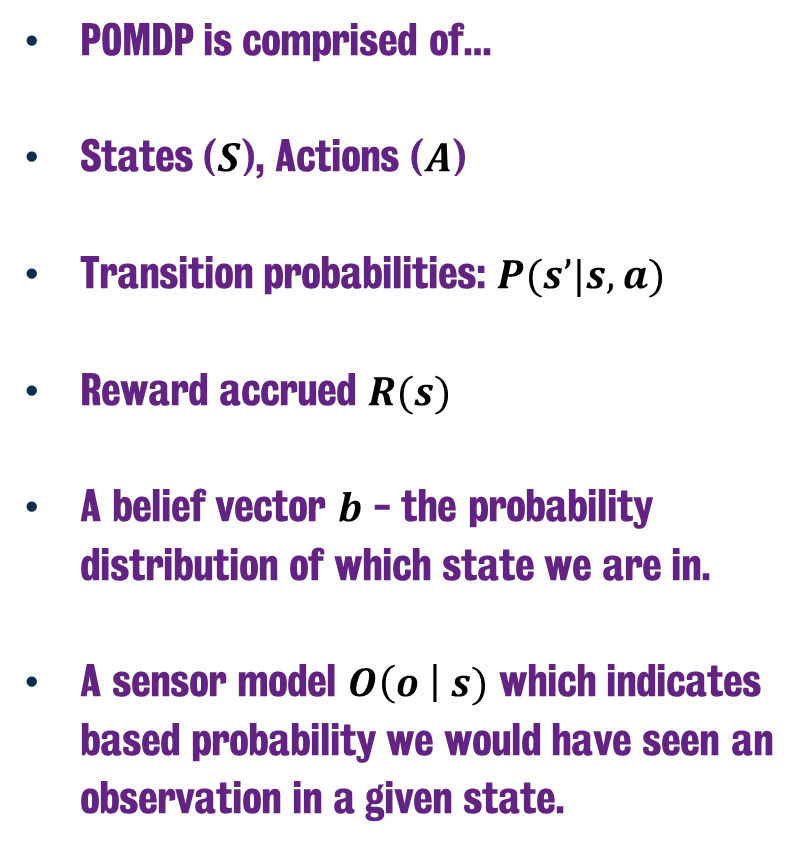 • POMDP is comprised of...
• States (S), Actions (A)
• Transition probabilities: P(s’|s, a)
• Reward accrued R(s)
• A belief vector b – the probability
distribution of which state we are in.
• A sensor model O(o | s) which indicates
based probability we would have seen an
observation in a given state.